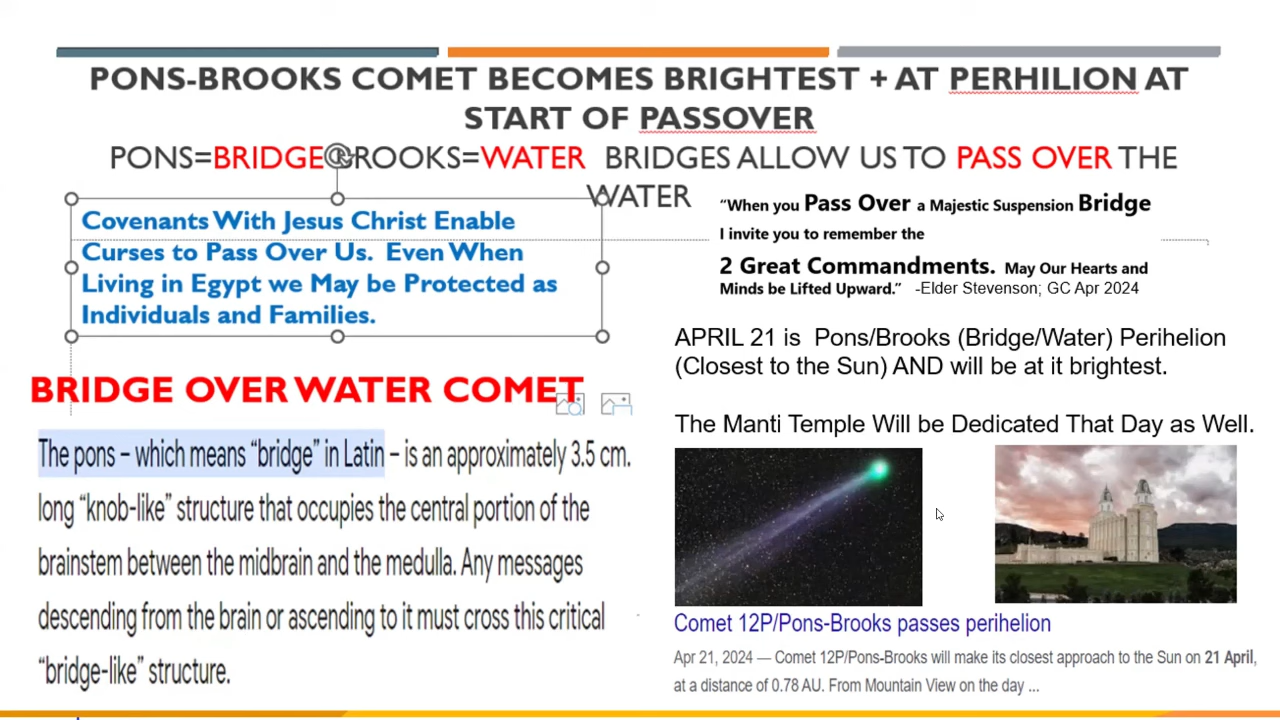 PONS-BROOKS COMET BECOMES BRIGHTEST + AT PERHILION AT
START OF PASSOVER
PONS=BRIDGE ROOKS=WATER BRIDGES ALLOW US TO PASS OVER THE
WATER
Covenants With Jesus Christ Enable
Curses to Pass Over Us. Even When
Living in Egypt we May be Protected as
Individuals and Families.
“When you Pass Over a Majestic Suspension Bridge
I invite you to remember the
2 Great Commandments. May Our Hearts and
Minds be Lifted Upward.” -Elder Stevenson; GC Apr 2024
BRIDGE OVER WATER COMET
The pons – which means “bridge” in Latin – is an approximately 3.5 cm.
long “knob-like” structure that occupies the central portion of the
brainstem between the midbrain and the medulla. Any messages
descending from the brain or ascending to it must cross this critical
“bridge-like” structure.
APRIL 21 is Pons/Brooks (Bridge/Water) Perihelion
(Closest to the Sun) AND will be at it brightest.
The Manti Temple Will be Dedicated That Day as Well.
Comet 12P/Pons-Brooks passes perihelion
Apr 21, 2024 — Comet 12P/Pons-Brooks will make its closest approach to the Sun on 21 April,
at a distance of 0.78 AU. From Mountain View on the day ...